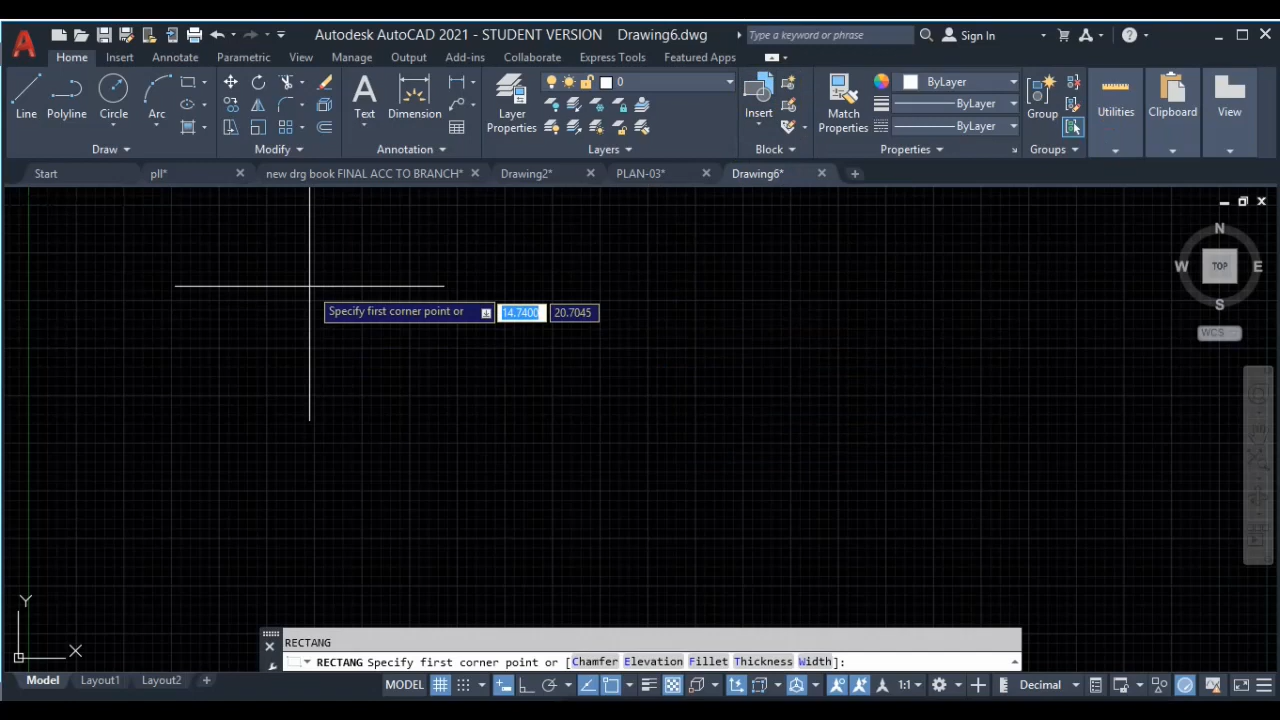 Autodesk AutoCAD 2021 - STUDENT VERSION Drawing6.dwg Type a keyword or phrase Sign In
Home Insert Annotate Parametric View Manage Output Add-ins Collaborate Express Tools Featured Apps
0 ByLayer
ByLayer
ByLayer
Line Polyline Circle Arc Text Dimension Layer Properties Insert Match Properties Group Utilities Clipboard View
Draw Modify Annotation Layers Block Properties Groups
Start pll* new drg book FINAL ACC TO BRANCH* Drawing2* PLAN-03* Drawing6*
N
W TOP E
S
WCS
Specify first corner point or 14.7400 20.7045
Y
X
RECTANG
RECTANG Specify first corner point or [Chamfer Elevation Fillet Thickness Width]:
Model Layout1 Layout2 + MODEL 1:1 Decimal